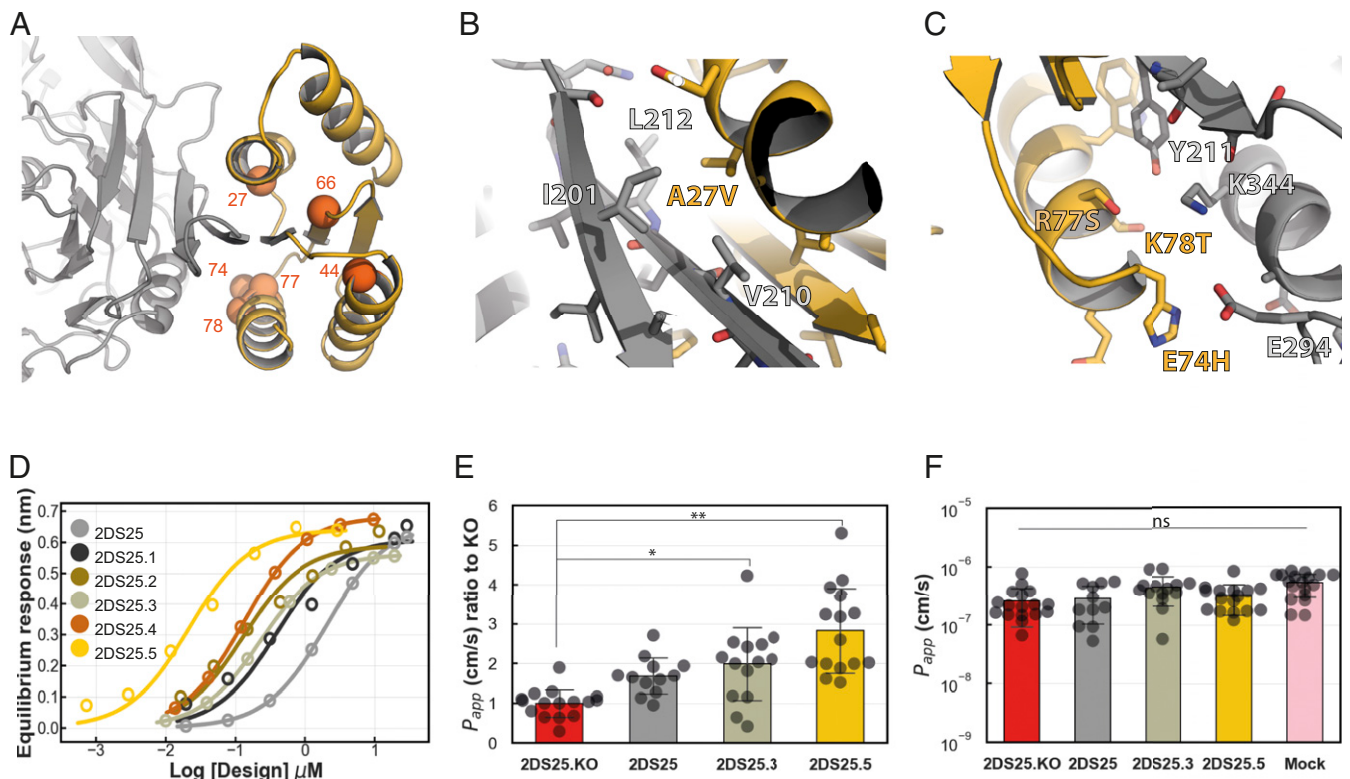 A
B
C
27
66
74
77
44
78
L212
I201
A27V
V210
Y211
K344
R77S
K78T
E294
E74H
D
E
F
Equilibrium response (nm)
0.7
0.6
0.5
0.4
0.3
0.2
0.1
0.0
2DS25
2DS25.1
2DS25.2
2DS25.3
2DS25.4
2DS25.5
−3 −2 −1 0 1
Log [Design] μM
Papp (cm/s) ratio to KO
6
5
4
3
2
1
0
**
*
2DS25.KO 2DS25 2DS25.3 2DS25.5
Papp (cm/s)
10−5
10−6
10−7
10−8
10−9
ns
2DS25.KO 2DS25 2DS25.3 2DS25.5 Mock